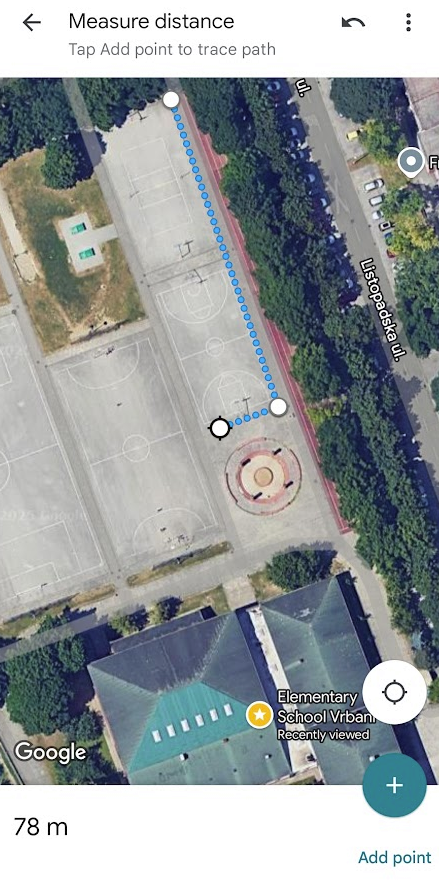 Measure distance
Tap Add point to trace path
ul.
F
Listopadska ul.
Elementary
School Vrbani
Recently viewed
Google
78 m
Add point